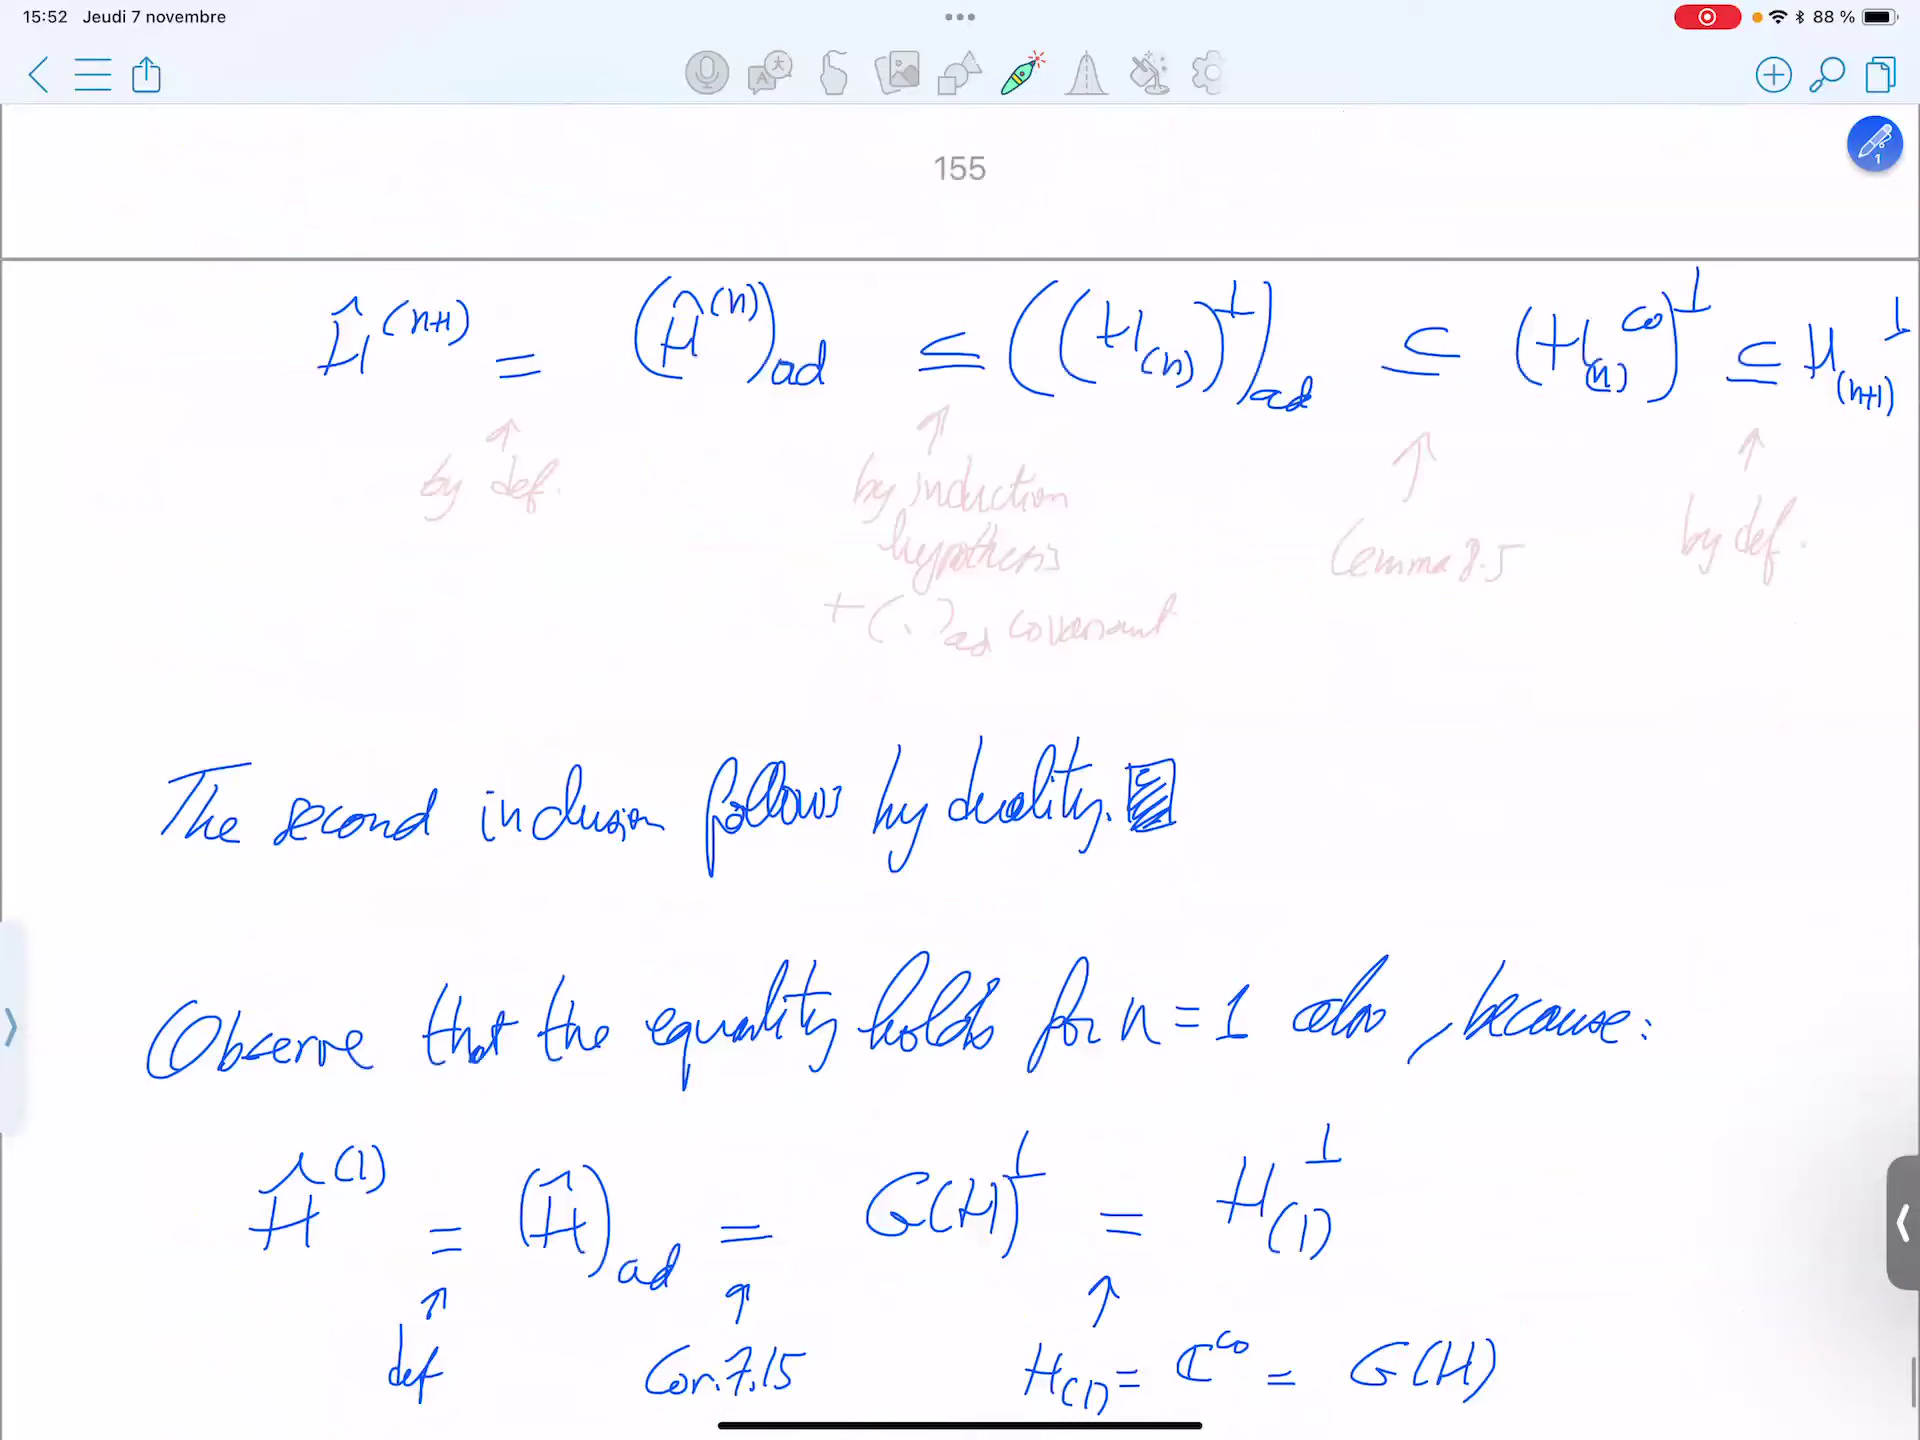 15:52 Jeudi 7 novembre 88 %
1
155
Ĥ^(n+1) = (Ĥ^(n))_ad ⊆ ((H_(n))^⊥)_ad ⊆ (H_(n)^co)^⊥ ⊆ H_(n+1)^⊥
↑ ↑ ↑ ↑
by def. by induction hypothesis + (.)_ad covariant Lemma 8.5 by def.
The second inclusion follows by duality.
Observe that the equality holds for n = 1 also, because:
Ĥ^(1) = (Ĥ)_ad = G(H)^⊥ = H_(1)^⊥
↑ ↑ ↑
def Cor. 7.15 H_(1) = ℂ^co = G(H)